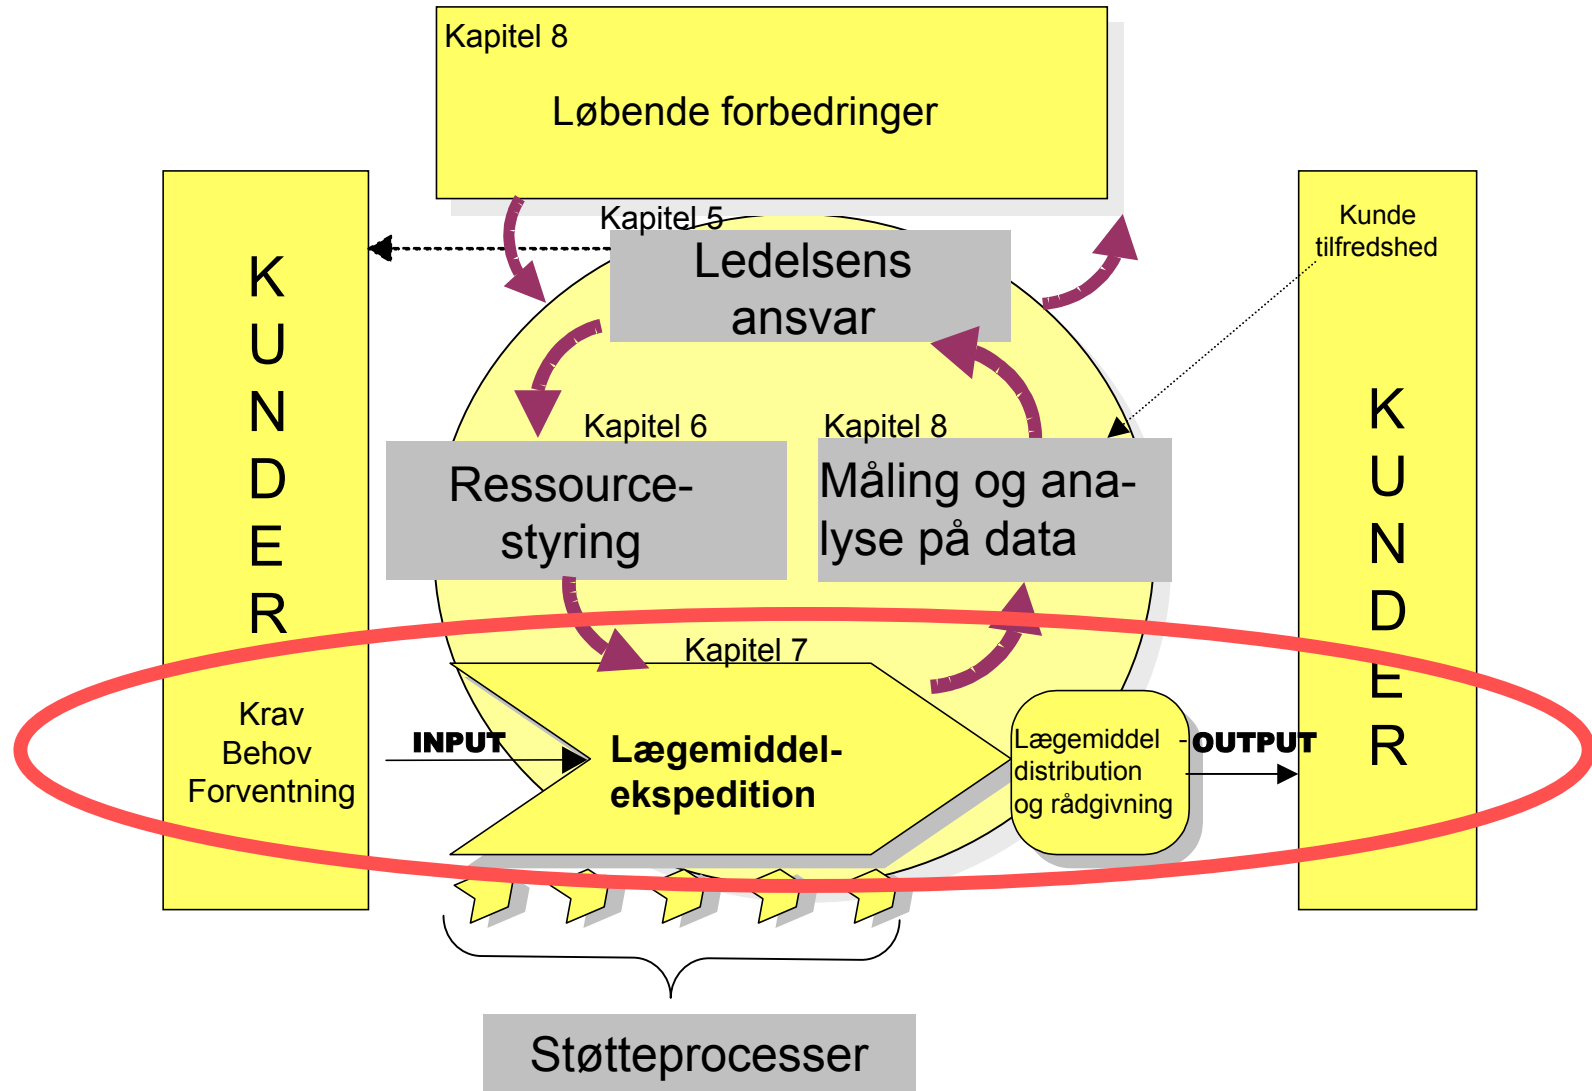 Kapitel 8
Løbende forbedringer
Kapitel 5
Ledelsens
ansvar
Kunde
tilfredshed
K
U
N
D
E
R
Krav
Behov
Forventning
Kapitel 6
Ressource-
styring
Kapitel 8
Måling og ana-
lyse på data
K
U
N
D
E
R
Kapitel 7
INPUT
Lægemiddel-
ekspedition
Lægemiddel -
distribution
og rådgivning
OUTPUT
Støtteprocesser